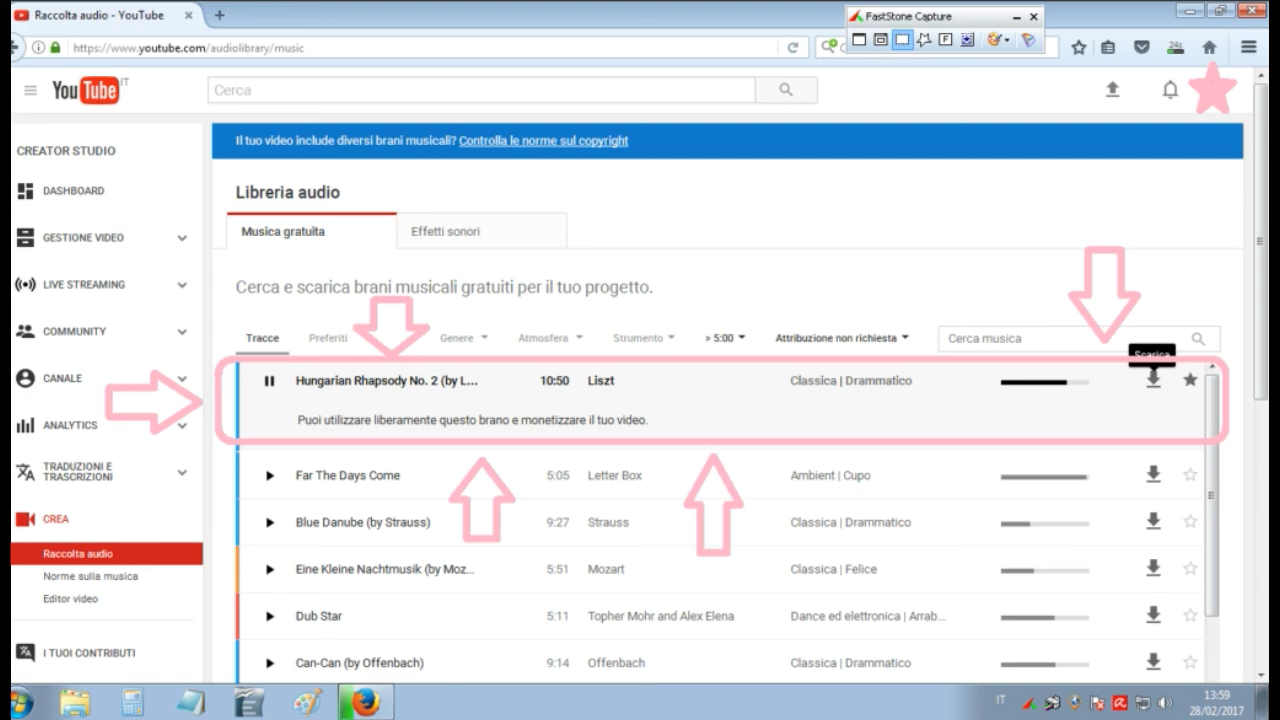 Raccolta audio - YouTube
FastStone Capture
https://www.youtube.com/audiolibrary/music
YouTube IT
Cerca
CREATOR STUDIO
Il tuo video include diversi brani musicali? Controlla le norme sul copyright
DASHBOARD
Libreria audio
GESTIONE VIDEO
Musica gratuita
Effetti sonori
LIVE STREAMING
Cerca e scarica brani musicali gratuiti per il tuo progetto.
COMMUNITY
Tracce Preferiti Genere Atmosfera Strumento > 5:00 Attribuzione non richiesta Cerca musica
Scarica
CANALE
Hungarian Rhapsody No. 2 (by L... 10:50 Liszt Classica | Drammatico
Puoi utilizzare liberamente questo brano e monetizzare il tuo video.
ANALYTICS
TRADUZIONI E
TRASCRIZIONI
Far The Days Come 5:05 Letter Box Ambient | Cupo
CREA
Blue Danube (by Strauss) 9:27 Strauss Classica | Drammatico
Raccolta audio
Norme sulla musica
Editor video
Eine Kleine Nachtmusik (by Moz... 5:51 Mozart Classica | Felice
Dub Star 5:11 Topher Mohr and Alex Elena Dance ed elettronica | Arrab...
I TUOI CONTRIBUTI
Can-Can (by Offenbach) 9:14 Offenbach Classica | Drammatico
IT
13:59
28/02/2017